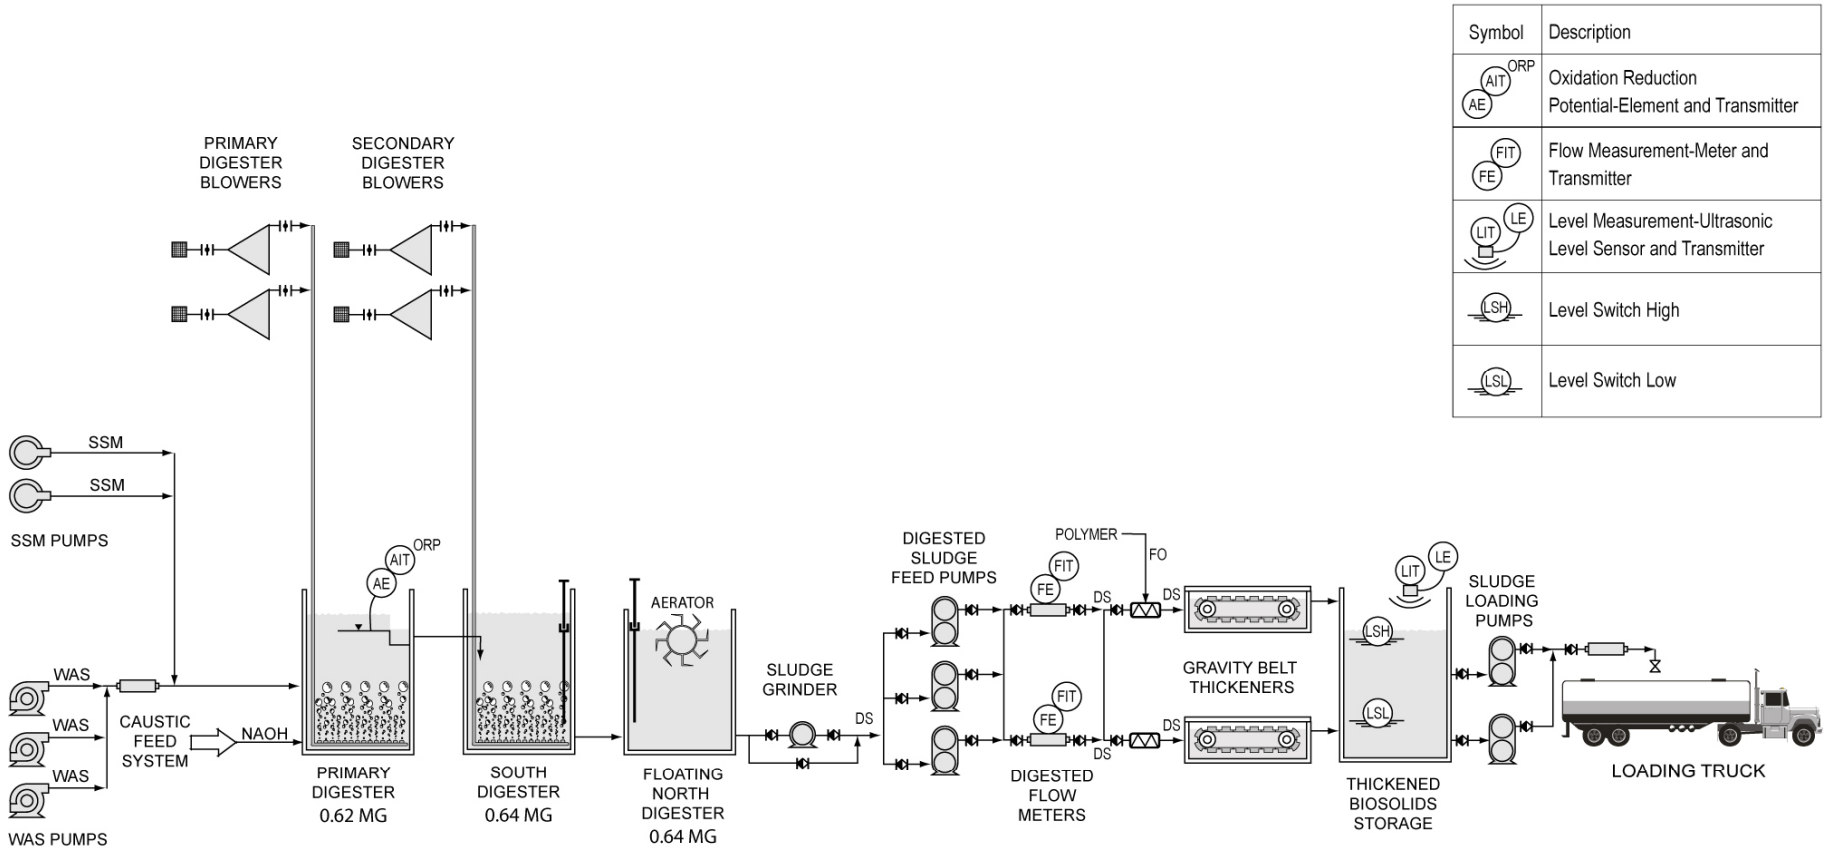 Symbol Description
AIT ORP
AE
Oxidation Reduction
Potential-Element and Transmitter
FIT
FE
Flow Measurement-Meter and
Transmitter
LE
LIT
Level Measurement-Ultrasonic
Level Sensor and Transmitter
LSH
Level Switch High
LSL
Level Switch Low
PRIMARY
DIGESTER
BLOWERS
SECONDARY
DIGESTER
BLOWERS
SSM
SSM
SSM PUMPS
WAS
WAS
WAS
WAS PUMPS
CAUSTIC
FEED
SYSTEM
NAOH
AIT ORP
AE
PRIMARY
DIGESTER
0.62 MG
SOUTH
DIGESTER
0.64 MG
AERATOR
FLOATING
NORTH
DIGESTER
0.64 MG
SLUDGE
GRINDER
DS
DIGESTED
SLUDGE
FEED PUMPS
FIT
FE
FIT
FE
DIGESTED
FLOW
METERS
POLYMER
FO
DS
DS
DS
DS
GRAVITY BELT
THICKENERS
LE
LIT
LSH
LSL
THICKENED
BIOSOLIDS
STORAGE
SLUDGE
LOADING
PUMPS
LOADING TRUCK